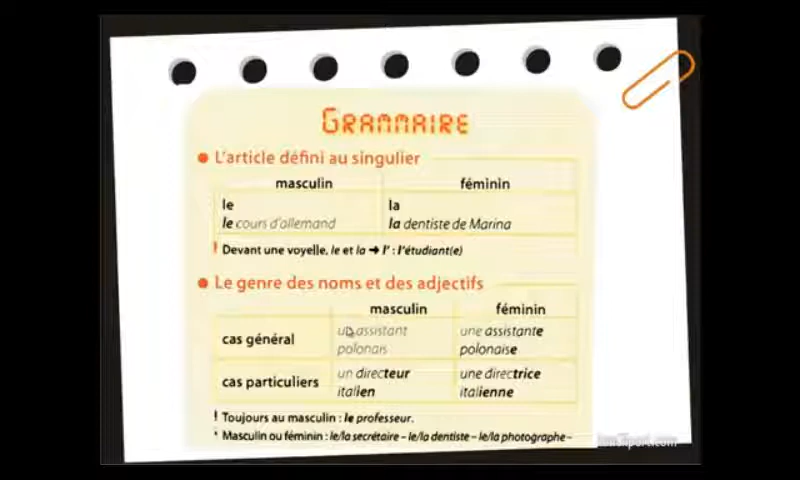 GRAMMAIRE
L'article défini au singulier
masculin féminin
le la
le cours d'allemand la dentiste de Marina
! Devant une voyelle, le et la → l' : l'étudiant(e)
Le genre des noms et des adjectifs
masculin féminin
cas général un assistant une assistante
polonais polonaise
cas particuliers un directeur une directrice
italien italienne
! Toujours au masculin : le professeur.
* Masculin ou féminin : le/la secrétaire – le/la dentiste – le/la photographe –